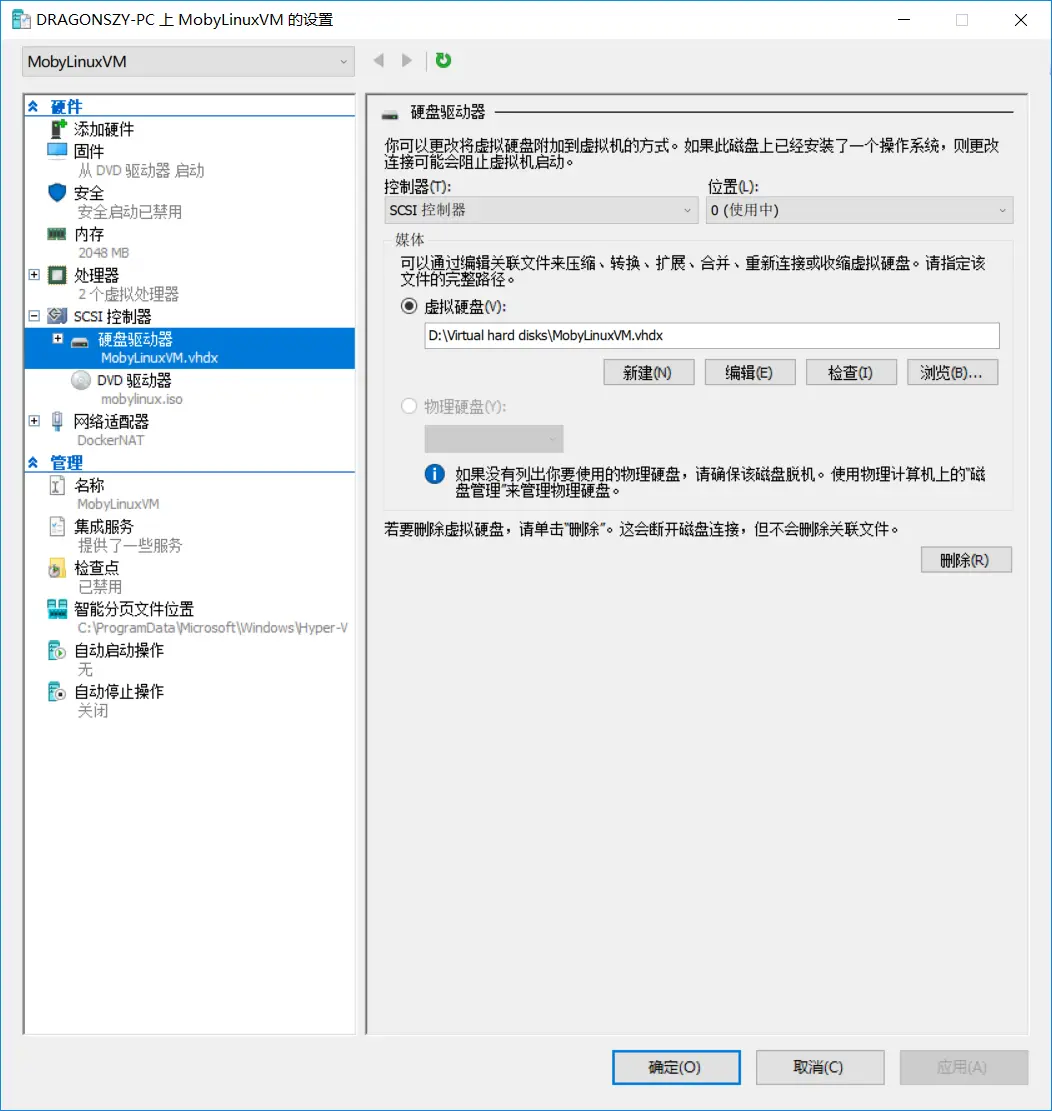 DRAGONSZY-PC 上 MobyLinuxVM 的设置
MobyLinuxVM
硬件
添加硬件
固件
从 DVD 驱动器 启动
安全
安全启动已禁用
内存
2048 MB
处理器
2 个虚拟处理器
SCSI 控制器
硬盘驱动器
MobyLinuxVM.vhdx
DVD 驱动器
mobylinux.iso
网络适配器
DockerNAT
管理
名称
MobyLinuxVM
集成服务
提供了一些服务
检查点
已禁用
智能分页文件位置
C:\ProgramData\Microsoft\Windows\Hyper-V
自动启动操作
无
自动停止操作
关闭
硬盘驱动器
你可以更改将虚拟硬盘附加到虚拟机的方式。如果此磁盘上已经安装了一个操作系统，则更改
连接可能会阻止虚拟机启动。
控制器(T): 位置(L):
SCSI 控制器 0 (使用中)
媒体
可以通过编辑关联文件来压缩、转换、扩展、合并、重新连接或收缩虚拟硬盘。请指定该
文件的完整路径。
虚拟硬盘(V):
D:\Virtual hard disks\MobyLinuxVM.vhdx
新建(N) 编辑(E) 检查(I) 浏览(B)...
物理硬盘(Y):
如果没有列出你要使用的物理硬盘，请确保该磁盘脱机。使用物理计算机上的"磁
盘管理"来管理物理硬盘。
若要删除虚拟硬盘，请单击"删除"。这会断开磁盘连接，但不会删除关联文件。
删除(R)
确定(O) 取消(C) 应用(A)